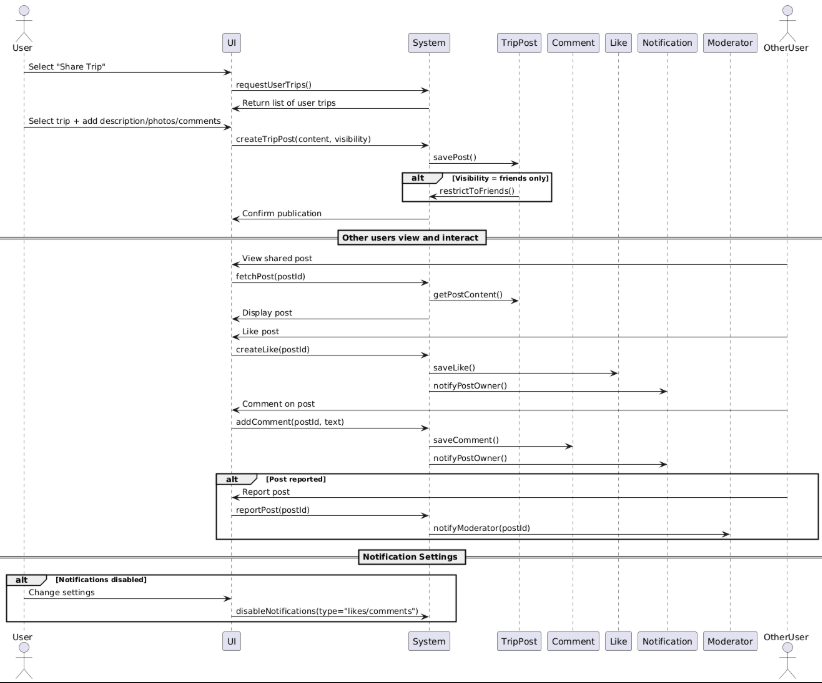 User
UI
System
TripPost
Comment
Like
Notification
Moderator
OtherUser
Select "Share Trip"
requestUserTrips()
Return list of user trips
Select trip + add description/photos/comments
createTripPost(content, visibility)
savePost()
alt [Visibility = friends only]
restrictToFriends()
Confirm publication
Other users view and interact
View shared post
fetchPost(postId)
getPostContent()
Display post
Like post
createLike(postId)
saveLike()
notifyPostOwner()
Comment on post
addComment(postId, text)
saveComment()
notifyPostOwner()
alt [Post reported]
Report post
reportPost(postId)
notifyModerator(postId)
Notification Settings
alt [Notifications disabled]
Change settings
disableNotifications(type="likes/comments")
User
UI
System
TripPost
Comment
Like
Notification
Moderator
OtherUser